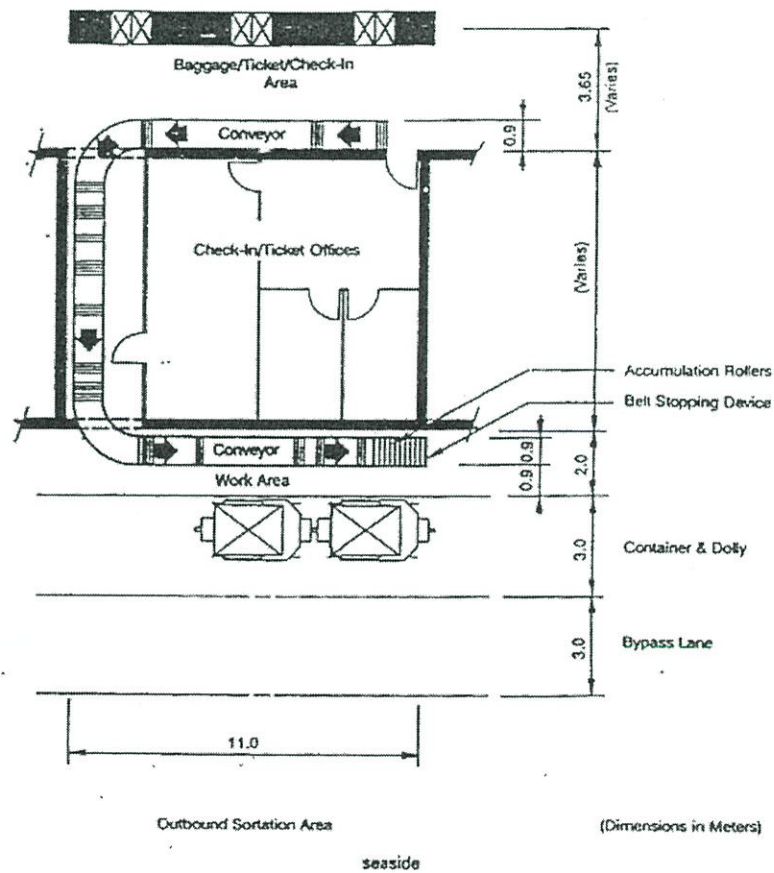 Baggage/Ticket/Check-In
Area
3.65
(Varies)
Conveyor
0.9
Check-In/Ticket Offices
(Varies)
Accumulation Rollers
Belt Stopping Device
Conveyor
0.9
0.9
2.0
Work Area
3.0
Container & Dolly
3.0
Bypass Lane
11.0
Outbound Sortation Area
(Dimensions in Meters)
seaside